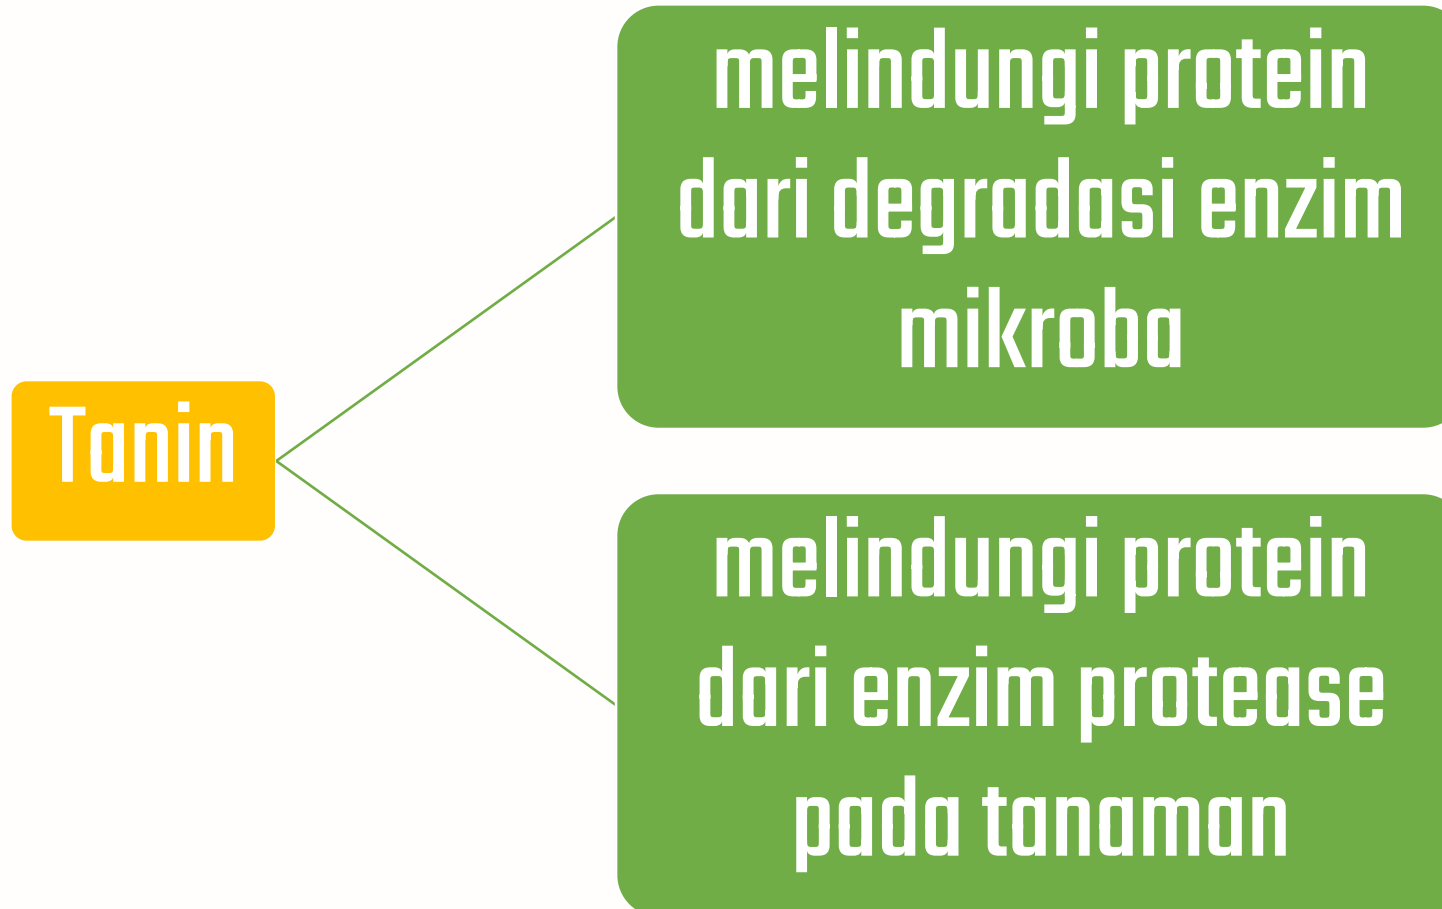 Tanin
melindungi protein
dari degradasi enzim
mikroba
melindungi protein
dari enzim protease
pada tanaman